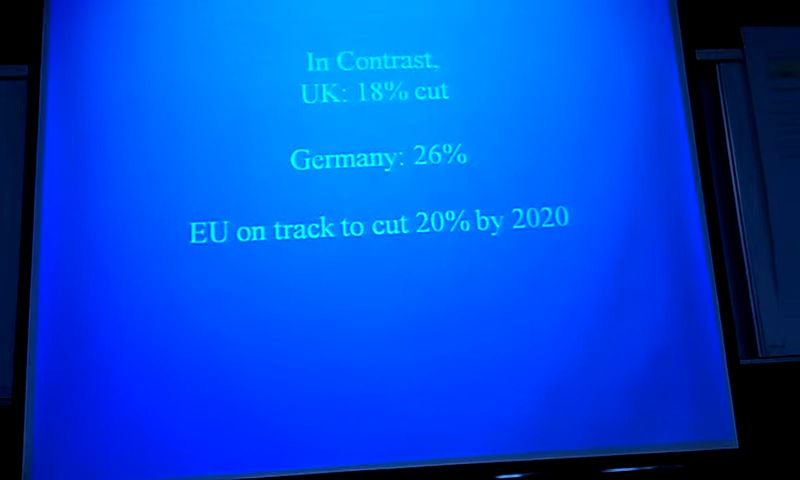 In Contrast,
UK: 18% cut
Germany: 26%
EU on track to cut 20% by 2020